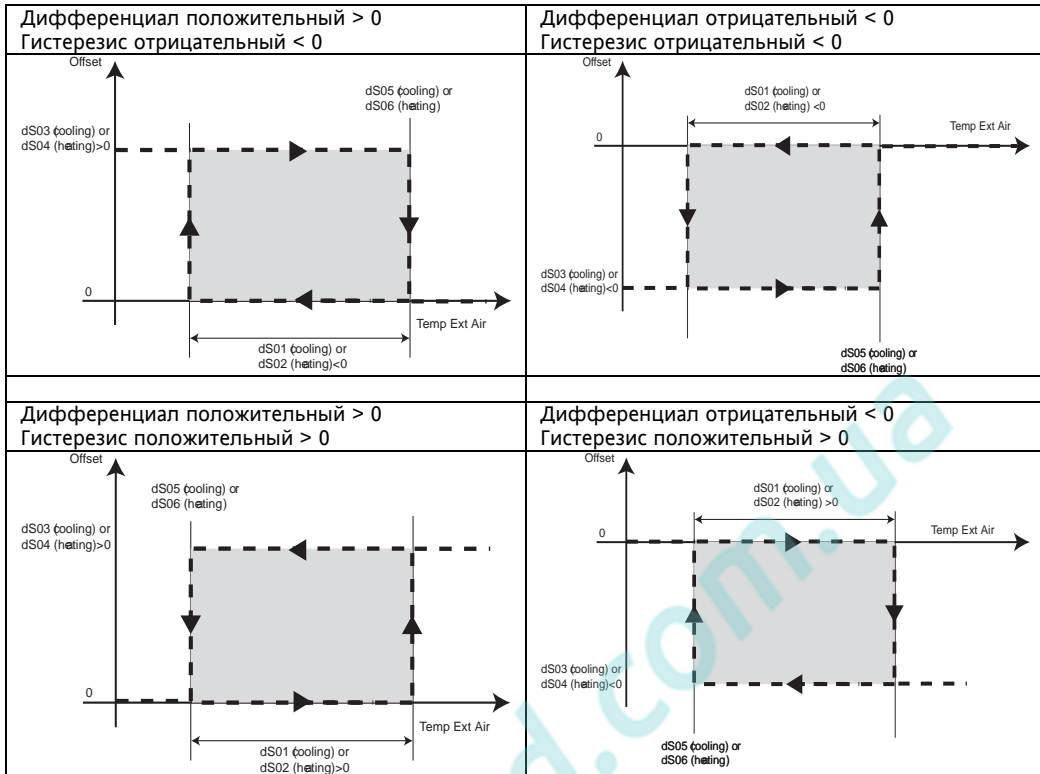 Дифференциал положительный > 0
Гистерезис отрицательный < 0
Offset
dS05 (cooling) or
dS06 (heating)
dS03 (cooling) or
dS04 (heating)>0
0
Temp Ext Air
dS01 (cooling) or
dS02 (heating)<0
Дифференциал отрицательный < 0
Гистерезис отрицательный < 0
Offset
dS01 (cooling) or
dS02 (heating) <0
0
Temp Ext Air
dS03 (cooling) or
dS04 (heating)<0
dS05 (cooling) or
dS06 (heating)
Дифференциал положительный > 0
Гистерезис положительный > 0
Offset
dS05 (cooling) or
dS06 (heating)
dS03 (cooling) or
dS04 (heating)>0
0
Temp Ext Air
dS01 (cooling) or
dS02 (heating)>0
Дифференциал отрицательный < 0
Гистерезис положительный > 0
Offset
dS01 (cooling) or
dS02 (heating) >0
0
Temp Ext Air
dS03 (cooling) or
dS04 (heating)<0
dS05 (cooling) or
dS06 (heating)
d.com.ua